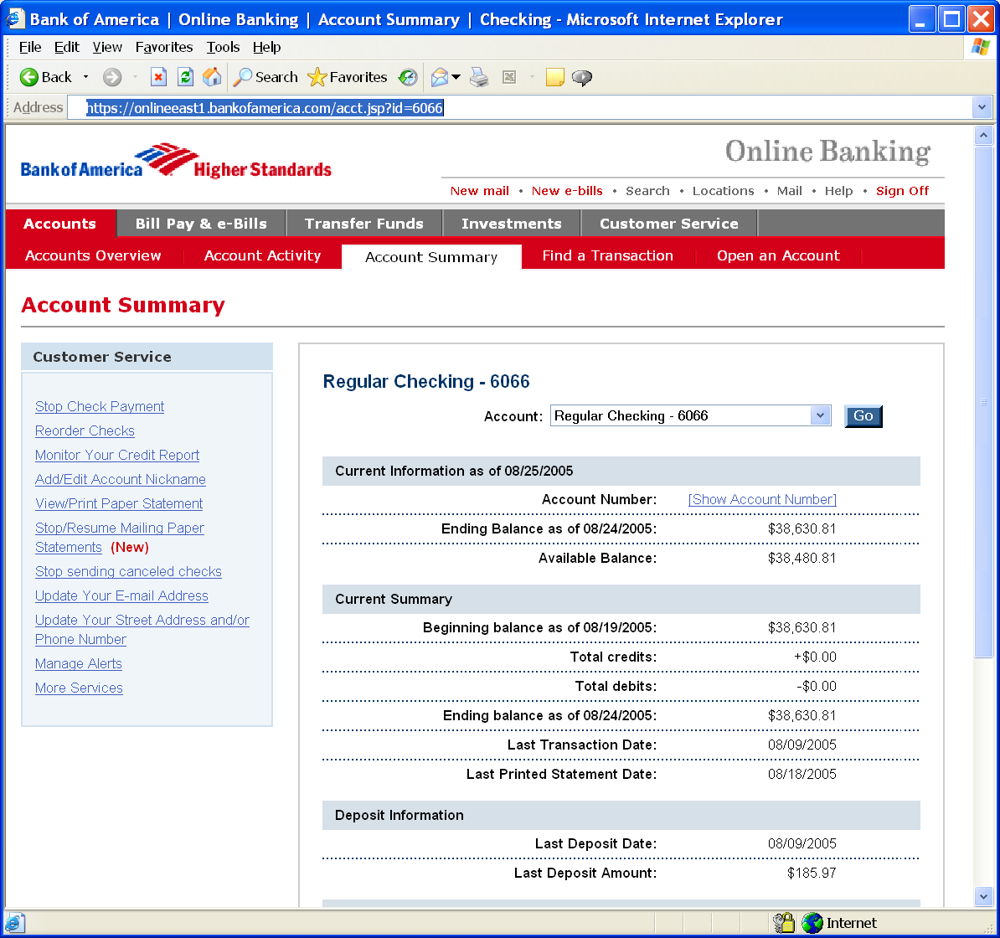 Bank of America | Online Banking | Account Summary | Checking - Microsoft Internet Explorer
File Edit View Favorites Tools Help
Back Search Favorites
Address https://onlineeast1.bankofamerica.com/acct.jsp?id=6066
Bank of America Higher Standards
Online Banking
New mail • New e-bills • Search • Locations • Mail • Help • Sign Off
Accounts Bill Pay & e-Bills Transfer Funds Investments Customer Service
Accounts Overview Account Activity Account Summary Find a Transaction Open an Account
Account Summary
Customer Service
Stop Check Payment
Reorder Checks
Monitor Your Credit Report
Add/Edit Account Nickname
View/Print Paper Statement
Stop/Resume Mailing Paper
Statements (New)
Stop sending canceled checks
Update Your E-mail Address
Update Your Street Address and/or
Phone Number
Manage Alerts
More Services
Regular Checking - 6066
Account: Regular Checking - 6066 Go
Current Information as of 08/25/2005
Account Number: [Show Account Number]
Ending Balance as of 08/24/2005: $38,630.81
Available Balance: $38,480.81
Current Summary
Beginning balance as of 08/19/2005: $38,630.81
Total credits: +$0.00
Total debits: -$0.00
Ending balance as of 08/24/2005: $38,630.81
Last Transaction Date: 08/09/2005
Last Printed Statement Date: 08/18/2005
Deposit Information
Last Deposit Date: 08/09/2005
Last Deposit Amount: $185.97
Internet